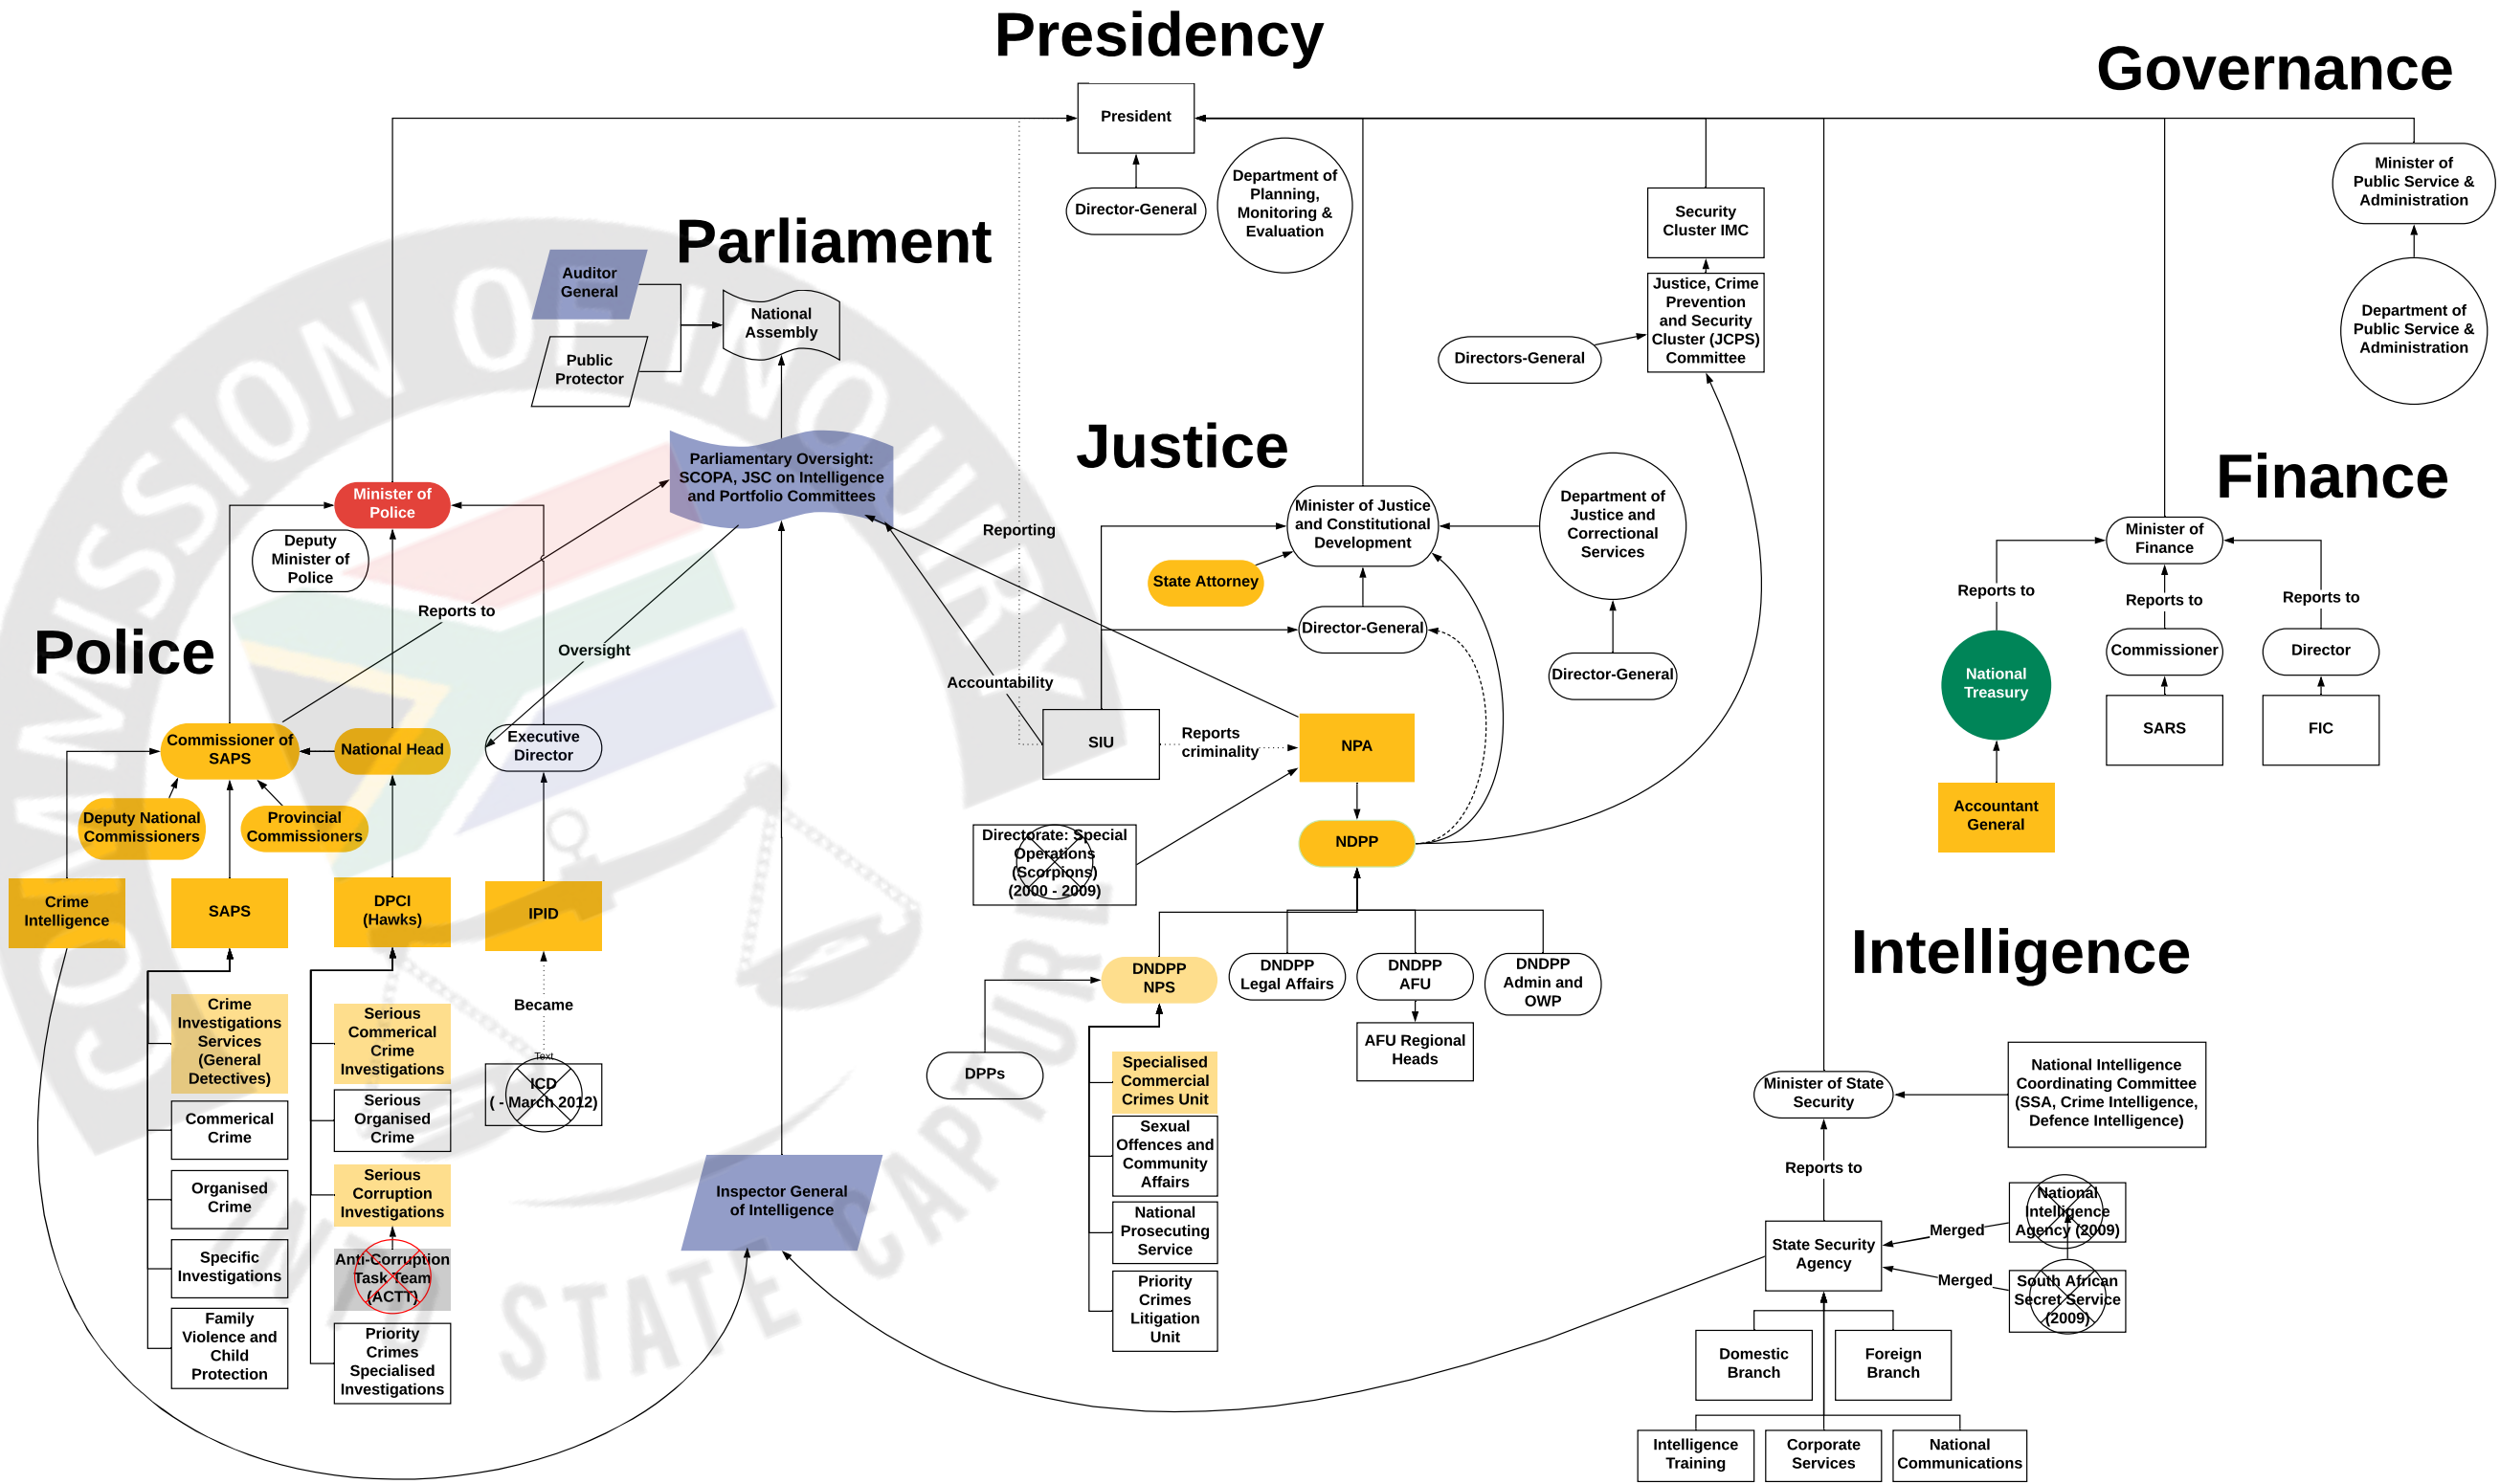 Presidency
Governance
President
Director-General
Department of
Planning,
Monitoring &
Evaluation
Security
Cluster IMC
Justice, Crime
Prevention
and Security
Cluster (JCPS)
Committee
Directors-General
Minister of
Public Service &
Administration
Department of
Public Service &
Administration
Parliament
Auditor
General
Public
Protector
National
Assembly
Parliamentary Oversight:
SCOPA, JSC on Intelligence
and Portfolio Committees
Reporting
Reports to
Oversight
Accountability
Justice
Minister of Justice
and Constitutional
Development
State Attorney
Director-General
Department of
Justice and
Correctional
Services
Director-General
SIU
Reports
criminality
NPA
NDPP
Directorate: Special
Operations
(Scorpions)
(2000 - 2009)
DNDPP
NPS
DNDPP
Legal Affairs
DNDPP
AFU
DNDPP
Admin and
OWP
AFU Regional
Heads
DPPs
Specialised
Commercial
Crimes Unit
Sexual
Offences and
Community
Affairs
National
Prosecuting
Service
Priority
Crimes
Litigation
Unit
Finance
Minister of
Finance
Reports to
Reports to
Reports to
National
Treasury
Commissioner
Director
SARS
FIC
Accountant
General
Police
Minister of
Police
Deputy
Minister of
Police
Commissioner of
SAPS
National Head
Executive
Director
Deputy National
Commissioners
Provincial
Commissioners
Crime
Intelligence
SAPS
DPCI
(Hawks)
IPID
Became
Text
ICD
( - March 2012)
Crime
Investigations
Services
(General
Detectives)
Commerical
Crime
Organised
Crime
Specific
Investigations
Family
Violence and
Child
Protection
Serious
Commerical
Crime
Investigations
Serious
Organised
Crime
Serious
Corruption
Investigations
Anti-Corruption
Task Team
(ACTT)
Priority
Crimes
Specialised
Investigations
Inspector General
of Intelligence
Intelligence
Minister of State
Security
National Intelligence
Coordinating Committee
(SSA, Crime Intelligence,
Defence Intelligence)
Reports to
State Security
Agency
Merged
Merged
National
Intelligence
Agency (2009)
South African
Secret Service
(2009)
Domestic
Branch
Foreign
Branch
Intelligence
Training
Corporate
Services
National
Communications
COMMISSION OF INQUIRY
INTO STATE CAPTURE